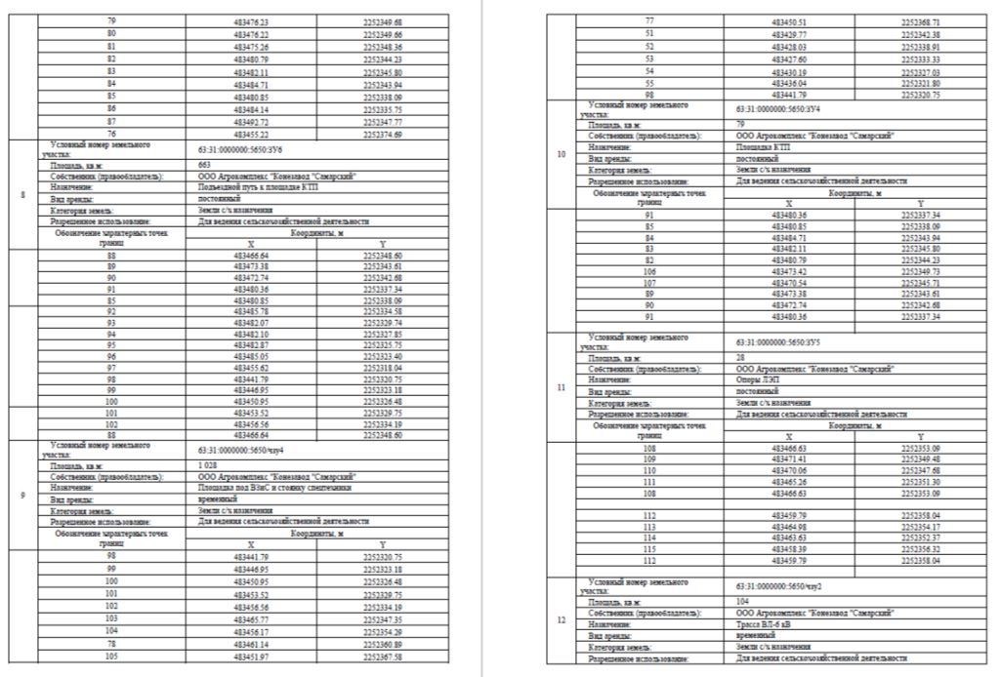 79 483476.23 2252349.68
80 483476.22 2252349.66
81 483475.26 2252348.36
82 483480.79 2252344.23
83 483482.11 2252345.80
84 483484.71 2252343.94
85 483480.85 2252338.09
86 483484.14 2252335.75
87 483492.72 2252347.77
76 483455.22 2252374.69
8
Условный номер земельного участка: 63:31:0000000:5650:ЗУ6
Площадь, кв.м: 663
Собственник (правообладатель): ООО Агрокомплекс "Конезавод "Самарский"
Назначение: Подъездной путь к площадке КТП
Вид аренды: постоянный
Категория земель: Земли с/х назначения
Разрешенное использование: Для ведения сельскохозяйственной деятельности
Обозначение характерных точек границ Координаты, м
X Y
88 483466.64 2252348.60
89 483473.38 2252343.61
90 483472.74 2252342.68
91 483480.36 2252337.34
85 483480.85 2252338.09
92 483485.78 2252334.58
93 483482.07 2252329.74
94 483482.10 2252327.85
95 483482.87 2252325.75
96 483485.05 2252323.40
97 483455.62 2252318.04
98 483441.79 2252320.75
99 483446.95 2252323.18
100 483450.95 2252326.48
101 483453.52 2252329.75
102 483456.56 2252334.19
88 483466.64 2252348.60
9
Условный номер земельного участка: 63:31:0000000:5650/чзу4
Площадь, кв.м: 1 028
Собственник (правообладатель): ООО Агрокомплекс "Конезавод "Самарский"
Назначение: Площадка под ВЗиС и стоянку спецтехники
Вид аренды: временный
Категория земель: Земли с/х назначения
Разрешенное использование: Для ведения сельскохозяйственной деятельности
Обозначение характерных точек границ Координаты, м
X Y
98 483441.79 2252320.75
99 483446.95 2252323.18
100 483450.95 2252326.48
101 483453.52 2252329.75
102 483456.56 2252334.19
103 483465.77 2252347.35
104 483456.17 2252354.29
78 483461.14 2252360.89
105 483451.97 2252367.58
77 483450.51 2252368.71
51 483429.77 2252342.38
52 483428.03 2252338.91
53 483427.60 2252333.33
54 483430.19 2252327.03
55 483436.04 2252321.80
98 483441.79 2252320.75
10
Условный номер земельного участка: 63:31:0000000:5650:ЗУ4
Площадь, кв.м: 79
Собственник (правообладатель): ООО Агрокомплекс "Конезавод "Самарский"
Назначение: Площадка КТП
Вид аренды: постоянный
Категория земель: Земли с/х назначения
Разрешенное использование: Для ведения сельскохозяйственной деятельности
Обозначение характерных точек границ Координаты, м
X Y
91 483480.36 2252337.34
85 483480.85 2252338.09
84 483484.71 2252343.94
83 483482.11 2252345.80
82 483480.79 2252344.23
106 483473.42 2252349.73
107 483470.54 2252345.71
89 483473.38 2252343.61
90 483472.74 2252342.68
91 483480.36 2252337.34
11
Условный номер земельного участка: 63:31:0000000:5650:ЗУ5
Площадь, кв.м: 28
Собственник (правообладатель): ООО Агрокомплекс "Конезавод "Самарский"
Назначение: Опоры ЛЭП
Вид аренды: постоянный
Категория земель: Земли с/х назначения
Разрешенное использование: Для ведения сельскохозяйственной деятельности
Обозначение характерных точек границ Координаты, м
X Y
108 483466.63 2252353.09
109 483471.41 2252349.48
110 483470.06 2252347.68
111 483465.26 2252351.30
108 483466.63 2252353.09
112 483459.79 2252358.04
113 483464.98 2252354.17
114 483463.63 2252352.37
115 483458.39 2252356.32
112 483459.79 2252358.04
12
Условный номер земельного участка: 63:31:0000000:5650/чзу2
Площадь, кв.м: 104
Собственник (правообладатель): ООО Агрокомплекс "Конезавод "Самарский"
Назначение: Трасса ВЛ-6 кВ
Вид аренды: временный
Категория земель: Земли с/х назначения
Разрешенное использование: Для ведения сельскохозяйственной деятельности